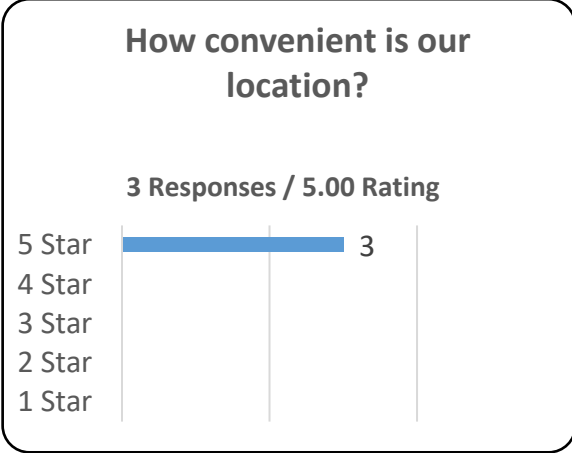 How convenient is our
location?
3 Responses / 5.00 Rating
5 Star 3
4 Star
3 Star
2 Star
1 Star